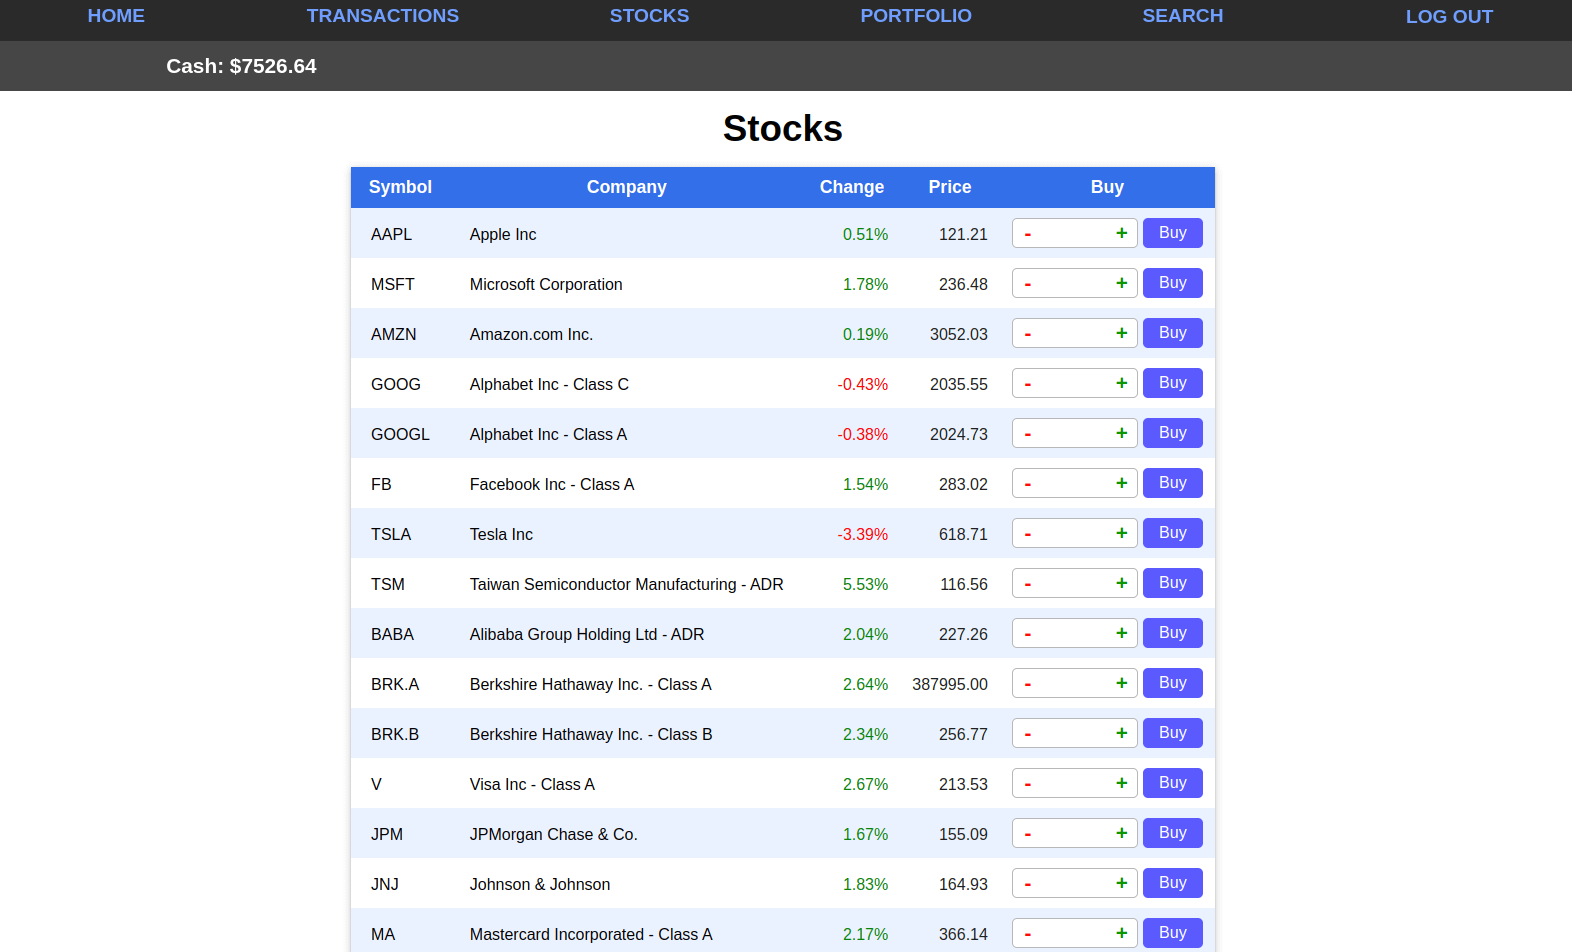 HOME TRANSACTIONS STOCKS PORTFOLIO SEARCH LOG OUT
Cash: $7526.64
Stocks
Symbol Company Change Price Buy
AAPL Apple Inc 0.51% 121.21 - + Buy
MSFT Microsoft Corporation 1.78% 236.48 - + Buy
AMZN Amazon.com Inc. 0.19% 3052.03 - + Buy
GOOG Alphabet Inc - Class C -0.43% 2035.55 - + Buy
GOOGL Alphabet Inc - Class A -0.38% 2024.73 - + Buy
FB Facebook Inc - Class A 1.54% 283.02 - + Buy
TSLA Tesla Inc -3.39% 618.71 - + Buy
TSM Taiwan Semiconductor Manufacturing - ADR 5.53% 116.56 - + Buy
BABA Alibaba Group Holding Ltd - ADR 2.04% 227.26 - + Buy
BRK.A Berkshire Hathaway Inc. - Class A 2.64% 387995.00 - + Buy
BRK.B Berkshire Hathaway Inc. - Class B 2.34% 256.77 - + Buy
V Visa Inc - Class A 2.67% 213.53 - + Buy
JPM JPMorgan Chase & Co. 1.67% 155.09 - + Buy
JNJ Johnson & Johnson 1.83% 164.93 - + Buy
MA Mastercard Incorporated - Class A 2.17% 366.14 - + Buy